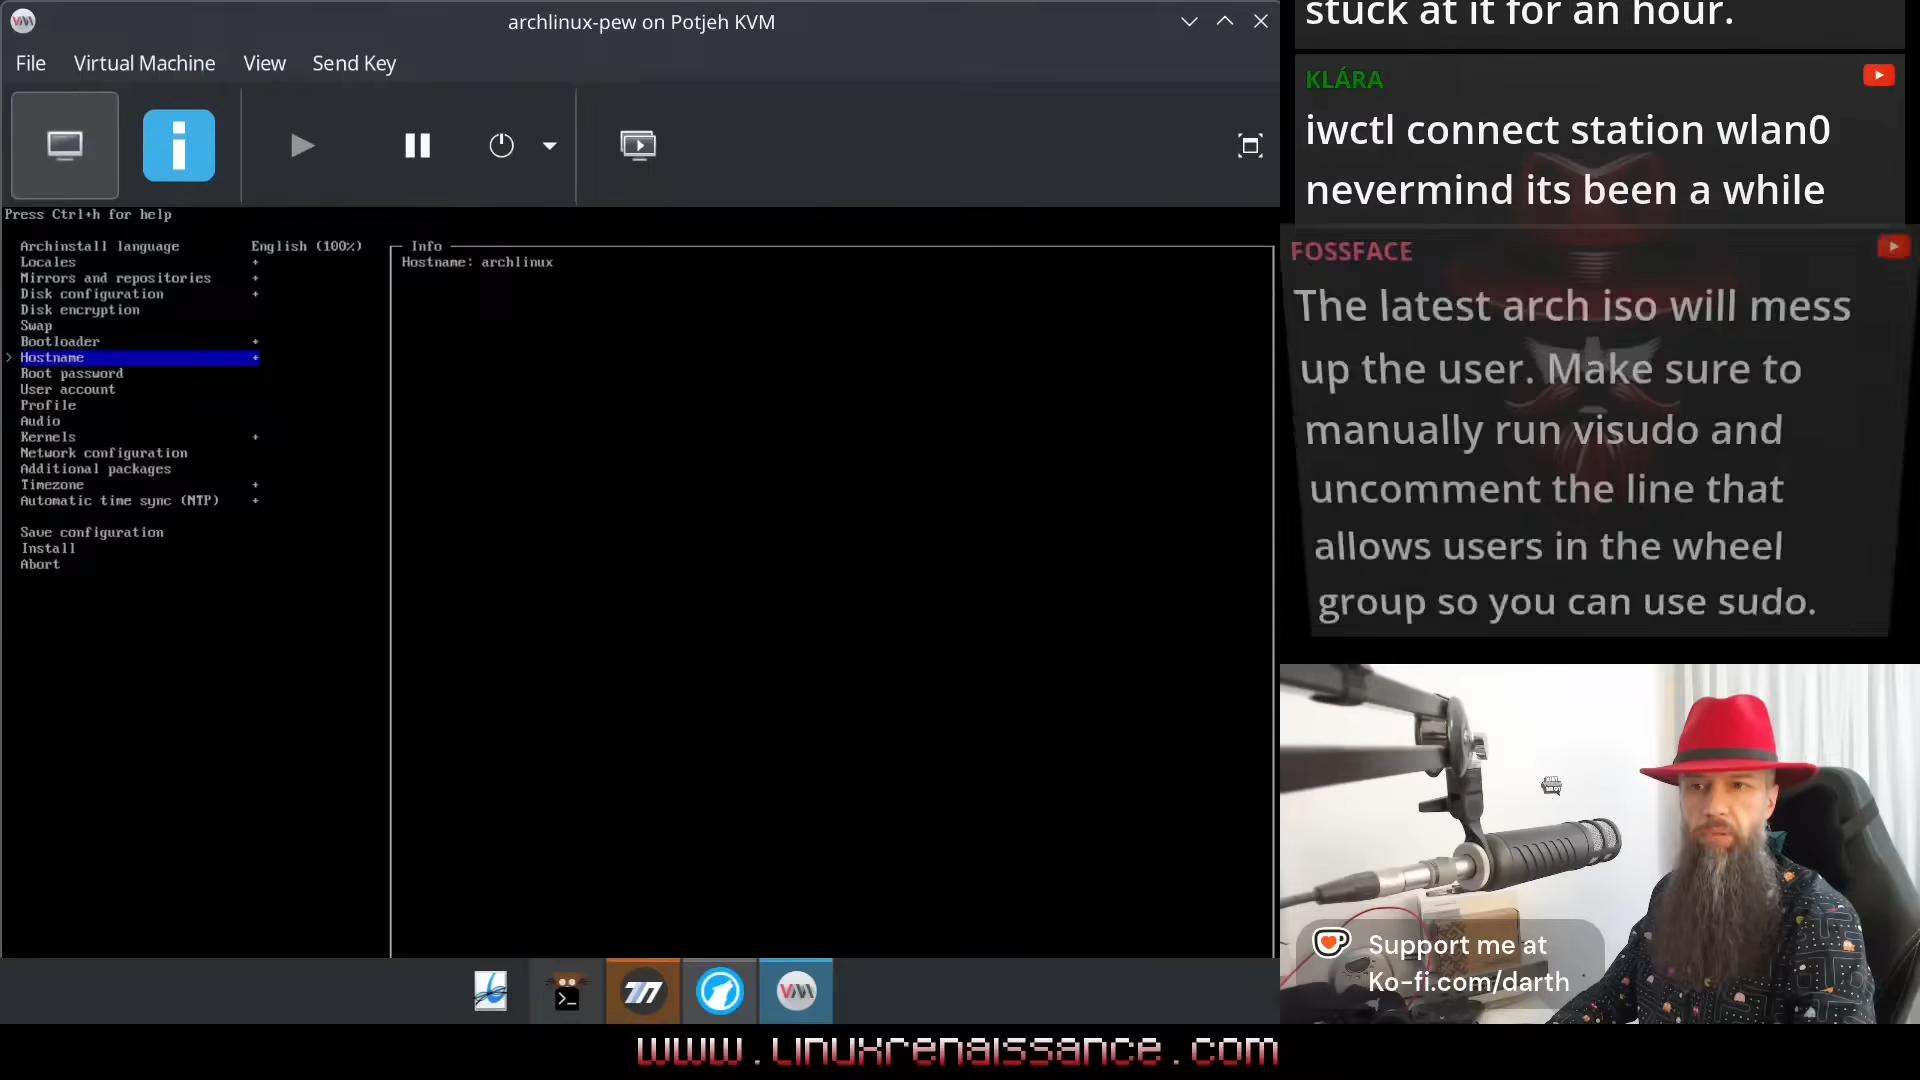 archlinux-pew on Potjeh KVM
File Virtual Machine View Send Key
Press Ctrl+h for help
Archinstall language English (100%)
Locales +
Mirrors and repositories +
Disk configuration +
Disk encryption
Swap
Bootloader +
> Hostname +
Root password
User account
Profile
Audio
Kernels +
Network configuration
Additional packages
Timezone +
Automatic time sync (NTP) +
Save configuration
Install
Abort
Info
Hostname: archlinux
stuck at it for an hour.
KLÁRA
iwctl connect station wlan0
nevermind its been a while
FOSSFACE
The latest arch iso will mess
up the user. Make sure to
manually run visudo and
uncomment the line that
allows users in the wheel
group so you can use sudo.
Support me at
Ko-fi.com/darth
www.linuxrenaissance.com